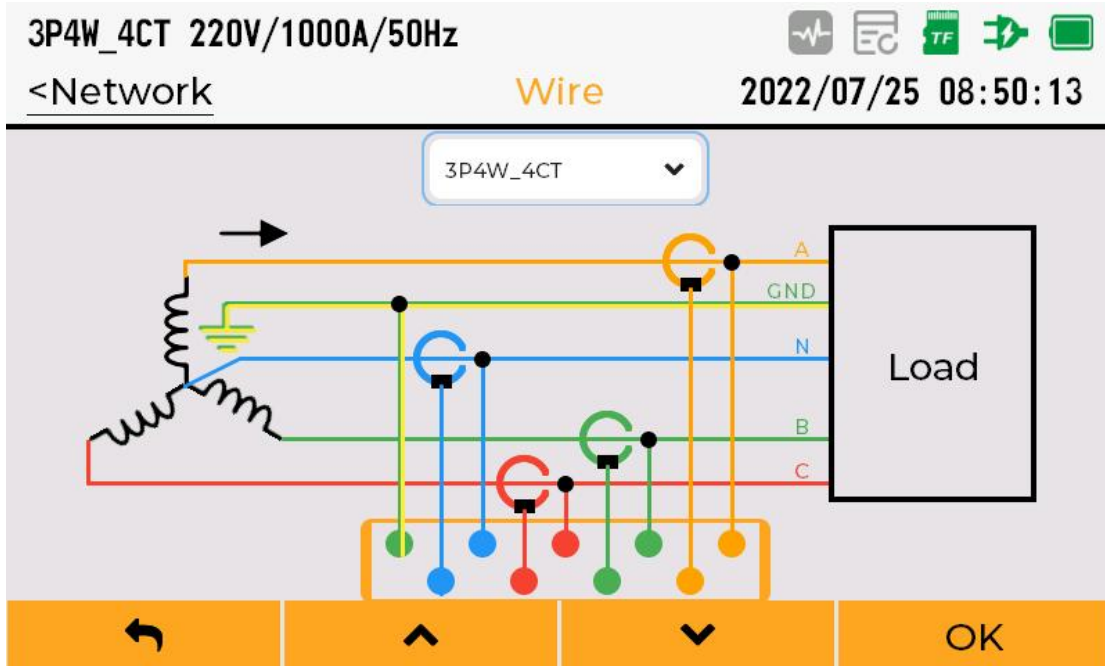 3P4W_4CT 220V/1000A/50Hz
TF
<Network
Wire
2022/07/25 08:50:13
3P4W_4CT
A
GND
N
Load
B
C
OK